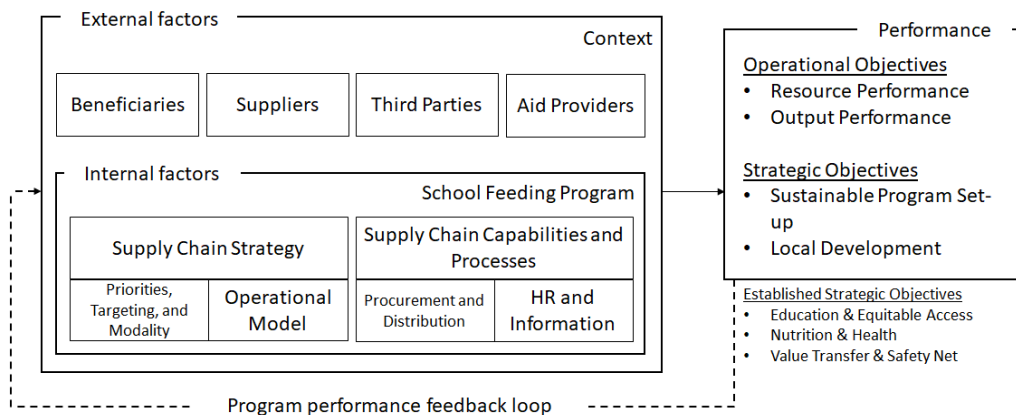 External factors
Context
Beneficiaries
Suppliers
Third Parties
Aid Providers
Internal factors
School Feeding Program
Supply Chain Strategy
Priorities,
Targeting, and
Modality
Operational
Model
Supply Chain Capabilities and
Processes
Procurement and
Distribution
HR and
Information
Performance
Operational Objectives
• Resource Performance
• Output Performance
Strategic Objectives
• Sustainable Program Set-
up
• Local Development
Established Strategic Objectives
• Education & Equitable Access
• Nutrition & Health
• Value Transfer & Safety Net
Program performance feedback loop